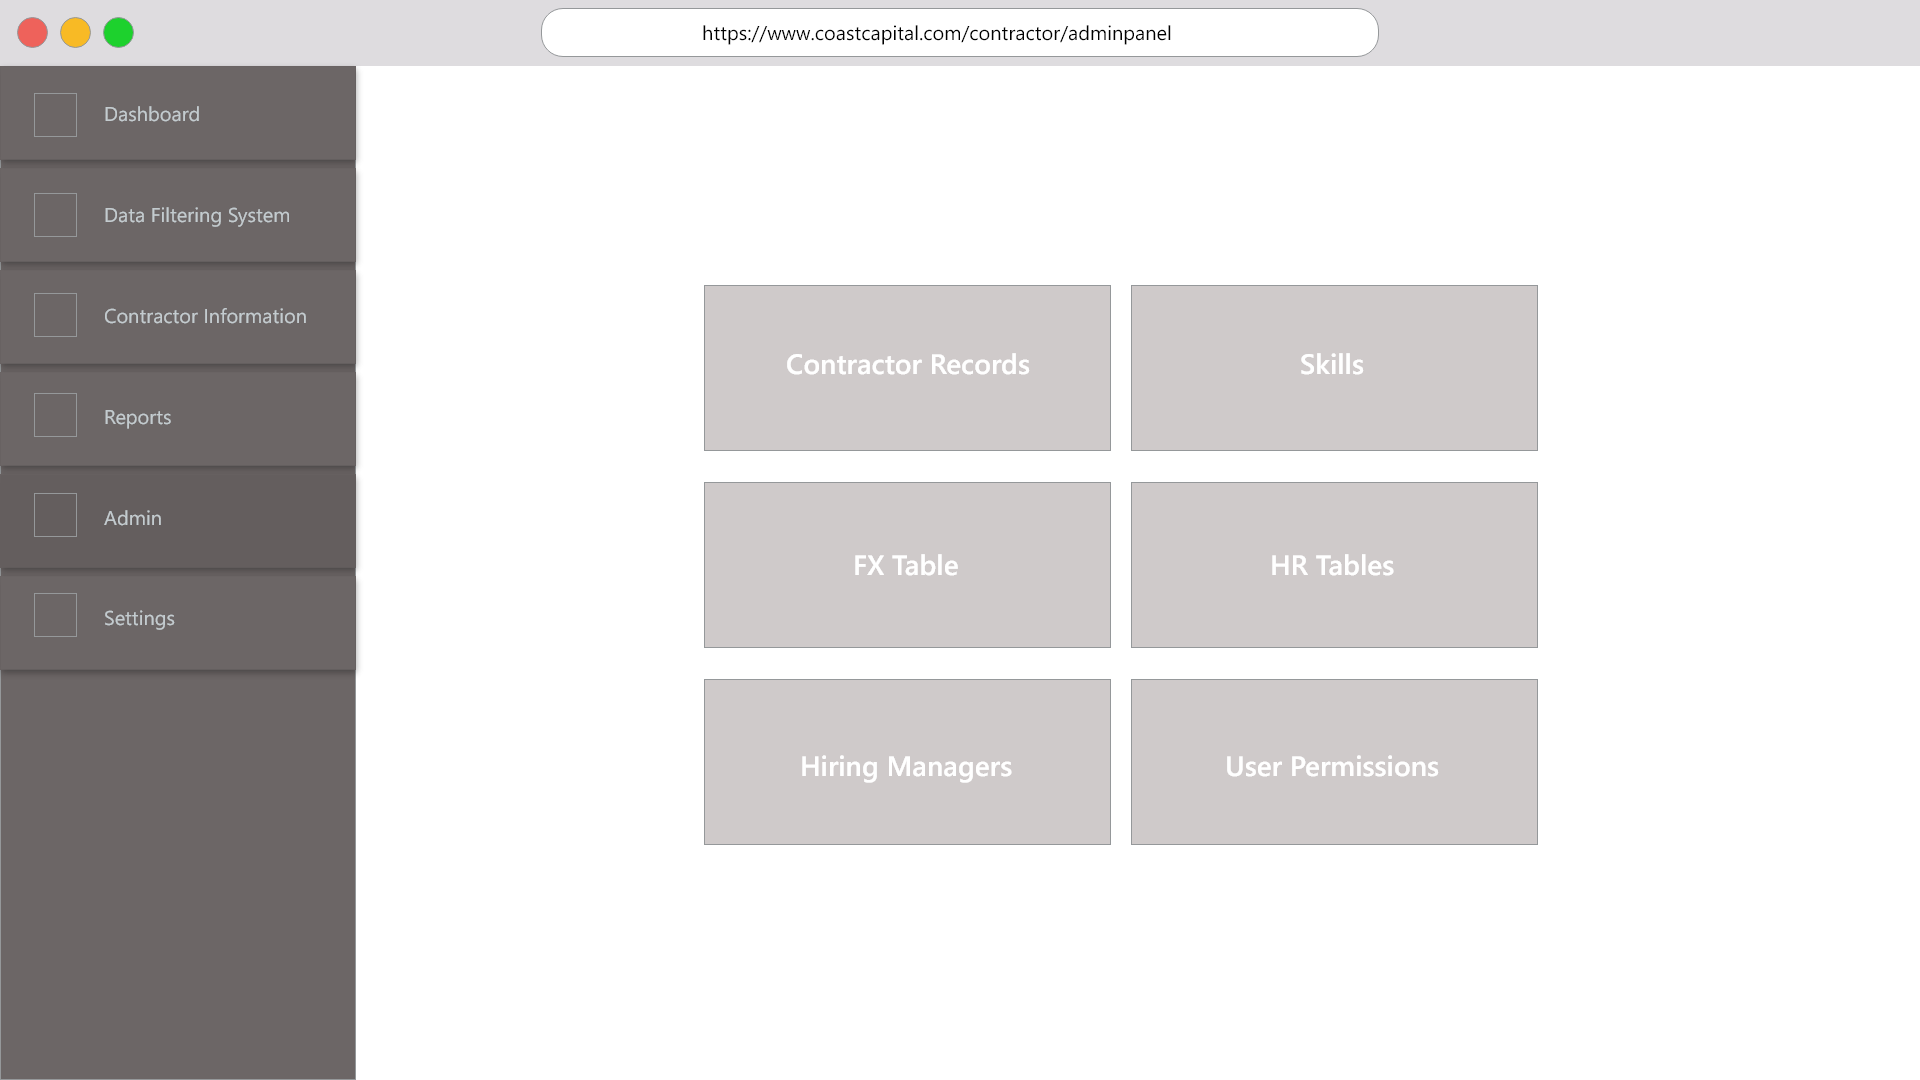 https://www.coastcapital.com/contractor/adminpanel
Dashboard
Data Filtering System
Contractor Information
Reports
Admin
Settings
Contractor Records
Skills
FX Table
HR Tables
Hiring Managers
User Permissions